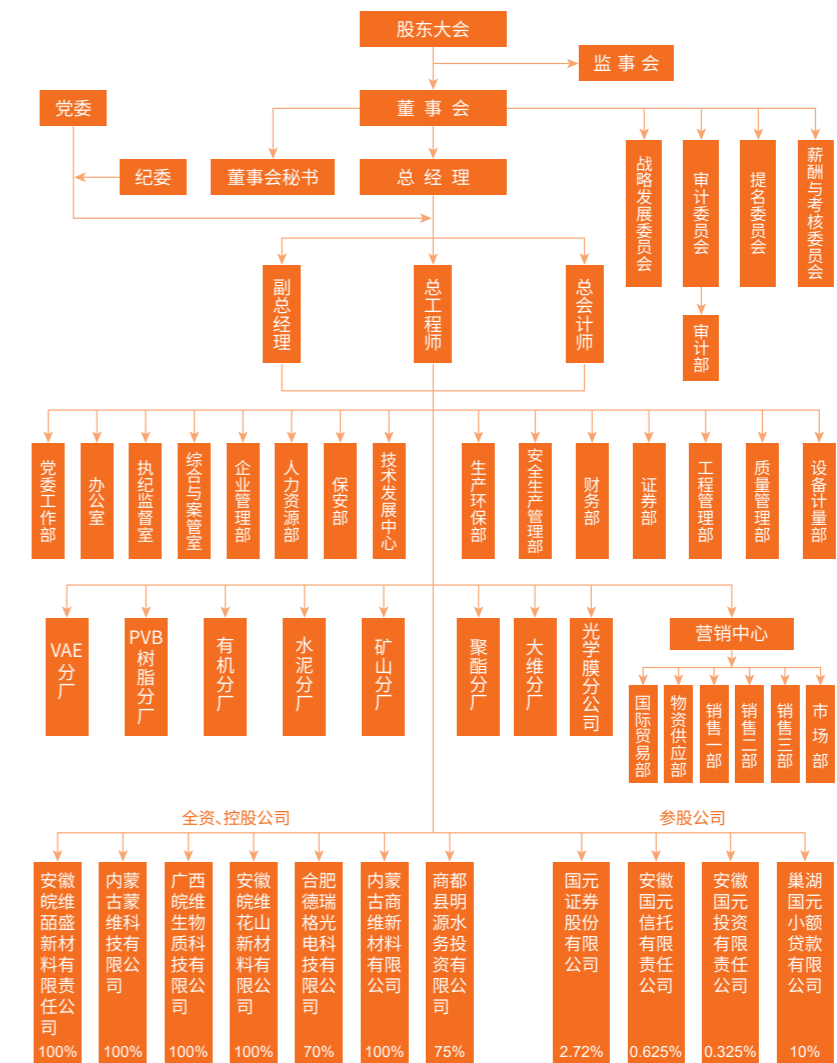 股东大会
监事会
党委
董事会
纪委
董事会秘书
总经理
战略发展委员会
审计委员会
提名委员会
薪酬与考核委员会
审计部
副总经理
总工程师
总会计师
党委工作部
办公室
执纪监督室
综合与案管室
企业管理部
人力资源部
保安部
技术发展中心
生产环保部
安全生产管理部
财务部
证券部
工程管理部
质量管理部
设备计量部
VAE分厂
PVB树脂分厂
有机分厂
水泥分厂
矿山分厂
聚酯分厂
大维分厂
光学膜分公司
营销中心
国际贸易部
物资供应部
销售一部
销售二部
销售三部
市场部
全资、控股公司
参股公司
安徽皖维皕盛新材料有限责任公司
100%
内蒙古蒙维科技有限公司
100%
广西皖维生物质科技有限公司
100%
安徽皖维花山新材料有限公司
100%
合肥德瑞格光电科技有限公司
70%
内蒙古商维新材料有限公司
100%
商都县明源水务投资有限公司
75%
国元证券股份有限公司
2.72%
安徽国元信托有限责任公司
0.625%
安徽国元投资有限责任公司
0.325%
巢湖国元小额贷款有限公司
10%